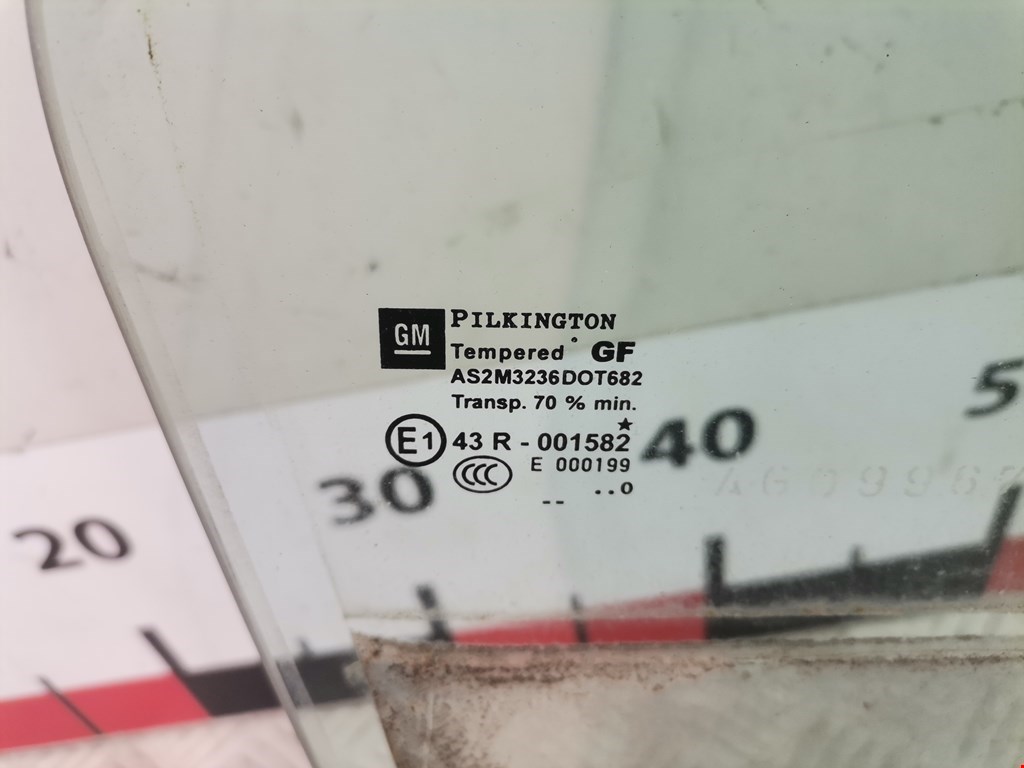 GM
PILKINGTON
Tempered GF
AS2M3236DOT682
Transp. 70 % min.
E1 43 R - 001582
CCC E 000199
-- ..o
20
30
40
5